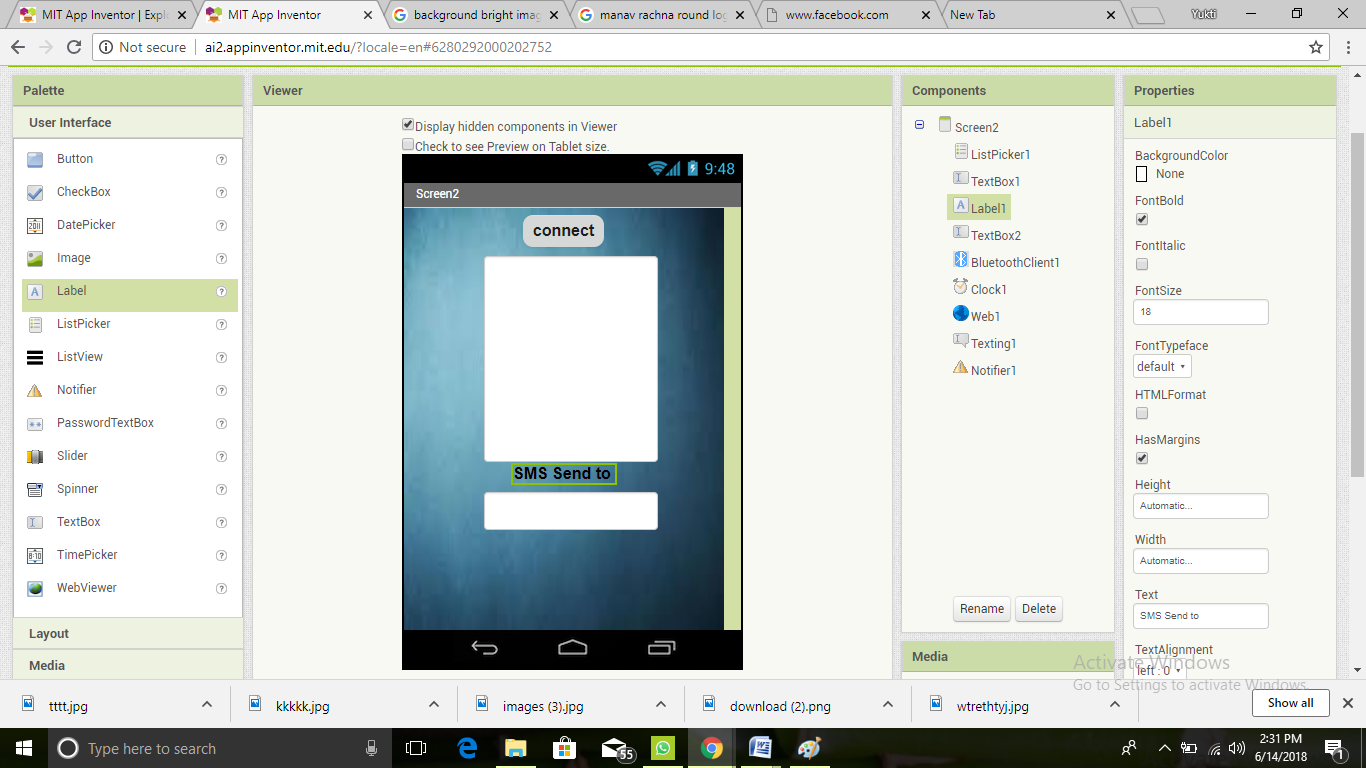 MIT App Inventor | Expl
MIT App Inventor
background bright imag
manav rachna round log
www.facebook.com
New Tab
Yukti
Not secure
ai2.appinventor.mit.edu/?locale=en#6280292000202752
Palette
Viewer
Components
Properties
User Interface
Button
CheckBox
DatePicker
Image
Label
ListPicker
ListView
Notifier
PasswordTextBox
Slider
Spinner
TextBox
TimePicker
WebViewer
Layout
Media
Display hidden components in Viewer
Check to see Preview on Tablet size.
9:48
Screen2
connect
SMS Send to
Screen2
ListPicker1
TextBox1
Label1
TextBox2
BluetoothClient1
Clock1
Web1
Texting1
Notifier1
Rename
Delete
Media
Label1
BackgroundColor
None
FontBold
FontItalic
FontSize
18
FontTypeface
default
HTMLFormat
HasMargins
Height
Automatic...
Width
Automatic...
Text
SMS Send to
TextAlignment
left : 0
Activate Windows
Go to Settings to activate Windows.
tttt.jpg
kkkkk.jpg
images (3).jpg
download (2).png
wtrethtyj.jpg
Show all
Type here to search
55
2:31 PM
6/14/2018
1